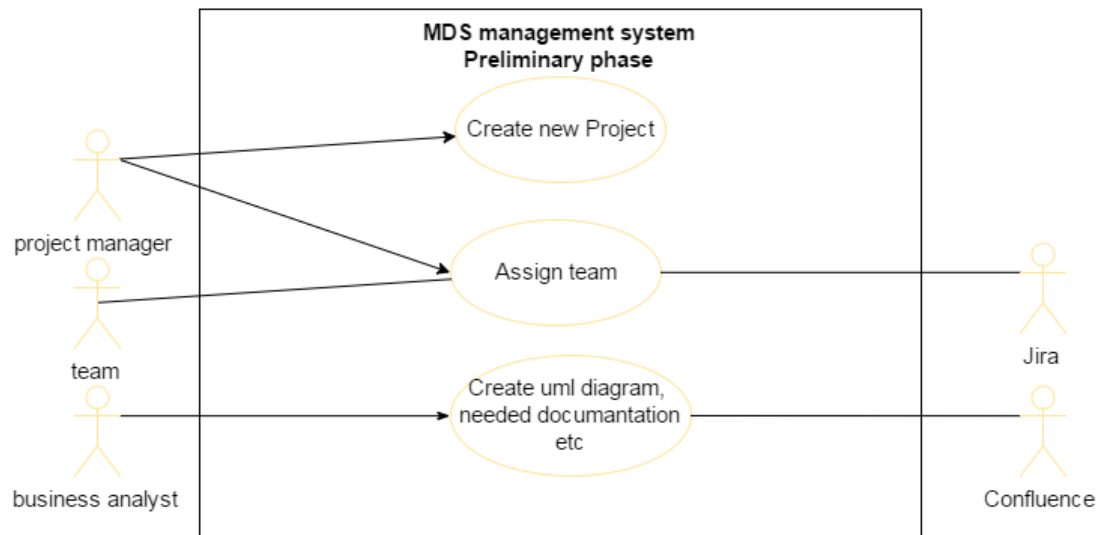 MDS management system
Preliminary phase
Create new Project
project manager
Assign team
team
Jira
Create uml diagram,
needed documantation
etc
business analyst
Confluence